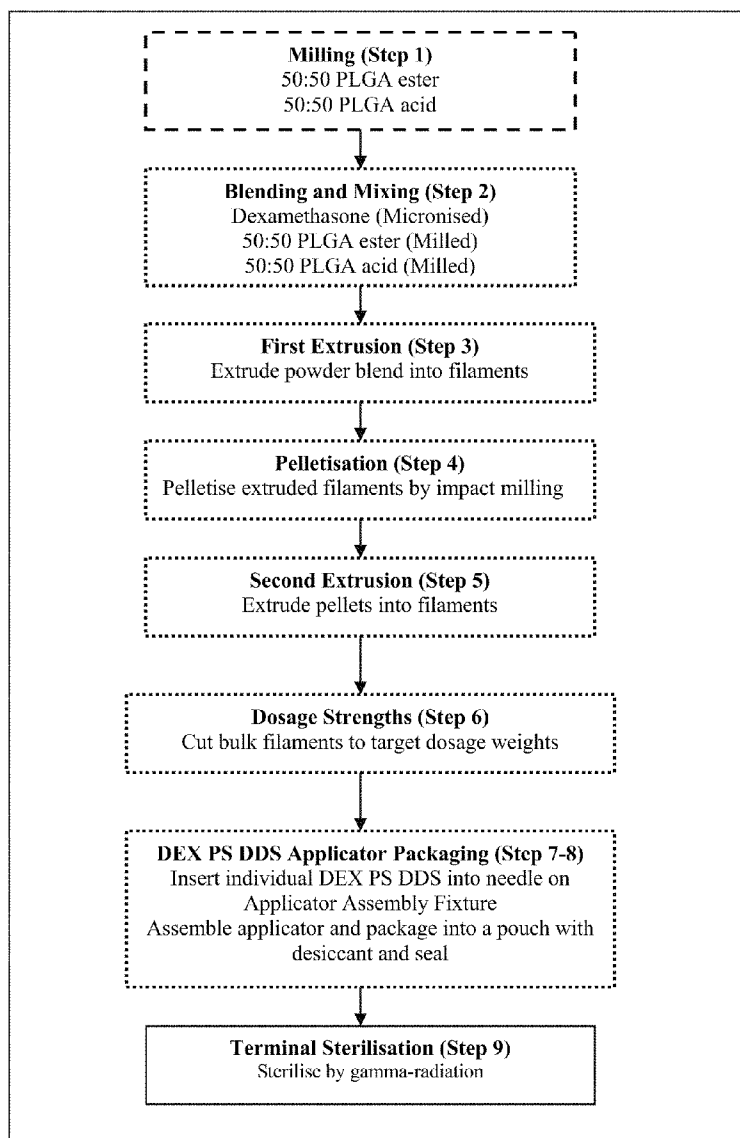 Milling (Step 1)
50:50 PLGA ester
50:50 PLGA acid
Blending and Mixing (Step 2)
Dexamethasone (Micronised)
50:50 PLGA ester (Milled)
50:50 PLGA acid (Milled)
First Extrusion (Step 3)
Extrude powder blend into filaments
Pelletisation (Step 4)
Pelletise extruded filaments by impact milling
Second Extrusion (Step 5)
Extrude pellets into filaments
Dosage Strengths (Step 6)
Cut bulk filaments to target dosage weights
DEX PS DDS Applicator Packaging (Step 7-8)
Insert individual DEX PS DDS into needle on
Applicator Assembly Fixture
Assemble applicator and package into a pouch with
desiccant and seal
Terminal Sterilisation (Step 9)
Sterilise by gamma-radiation